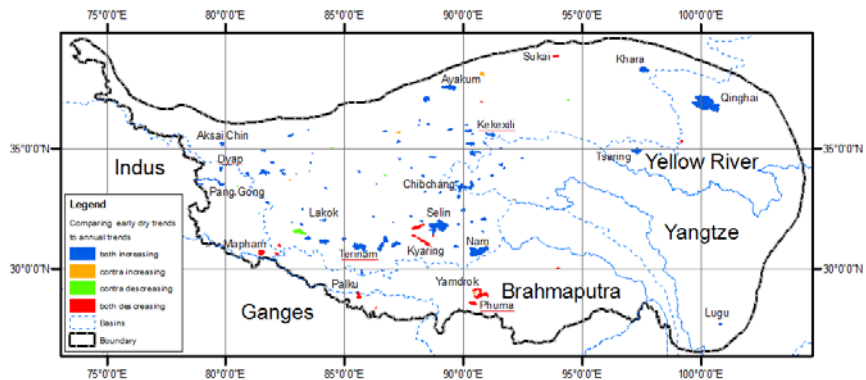 75°0'0"E 80°0'0"E 85°0'0"E 90°0'0"E 95°0'0"E 100°0'0"E
Sukai
Khara
Ayakum
Qinghai
Kekexili
Aksai Chin
35°0'0"N 35°0'0"N
Tsering
Dyap
Indus
Yellow River
Pang.Gong
Chibchang
Legend
Comparing early dry trends
to annual trends
both increasing
contra increasing
contra descreasing
both descreasing
Basins
Boundary
Lakok
Selin
Yangtze
Mapham
Terinam
Kyaring
Nam
30°0'0"N 30°0'0"N
Palku
Yamdrok
Brahmaputra
Phuma
Ganges
Lugu
75°0'0"E 80°0'0"E 85°0'0"E 90°0'0"E 95°0'0"E 100°0'0"E